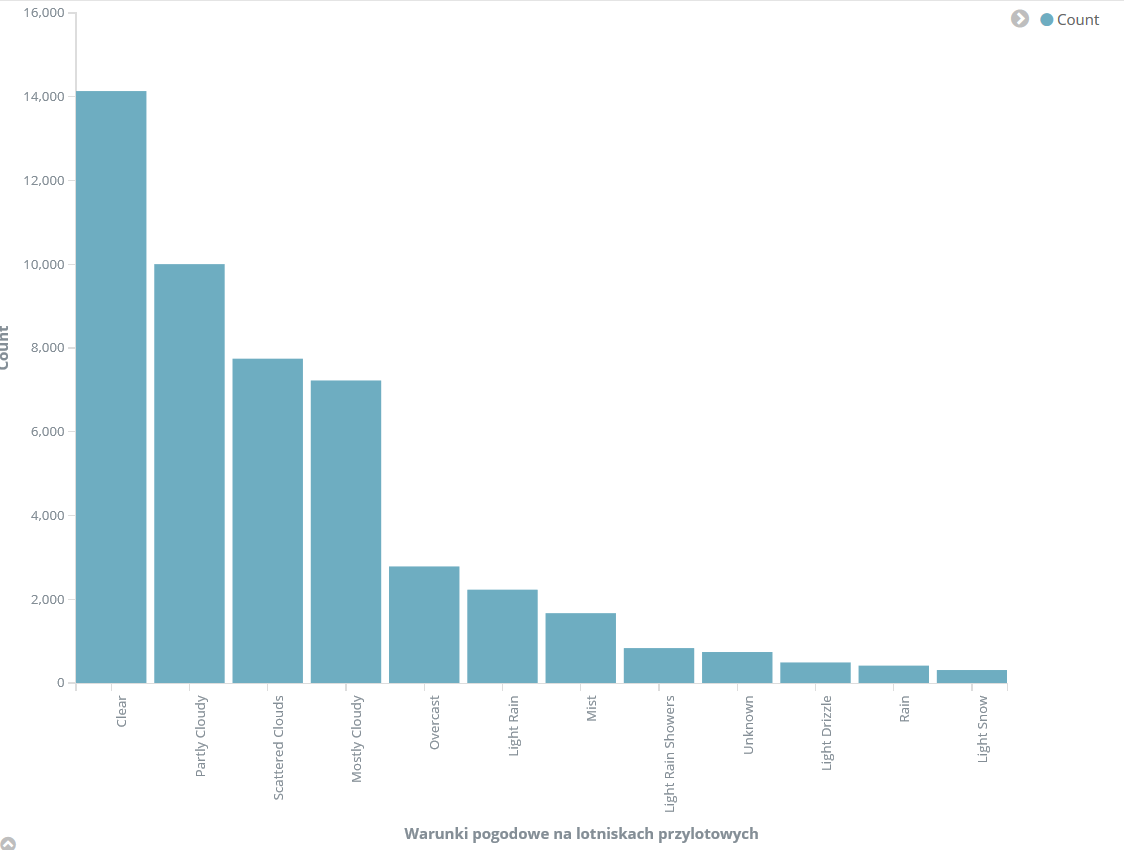 16,000
14,000
12,000
10,000
8,000
6,000
4,000
2,000
0
Count
Count
Clear
Partly Cloudy
Scattered Clouds
Mostly Cloudy
Overcast
Light Rain
Mist
Light Rain Showers
Unknown
Light Drizzle
Rain
Light Snow
Warunki pogodowe na lotniskach przylotowych